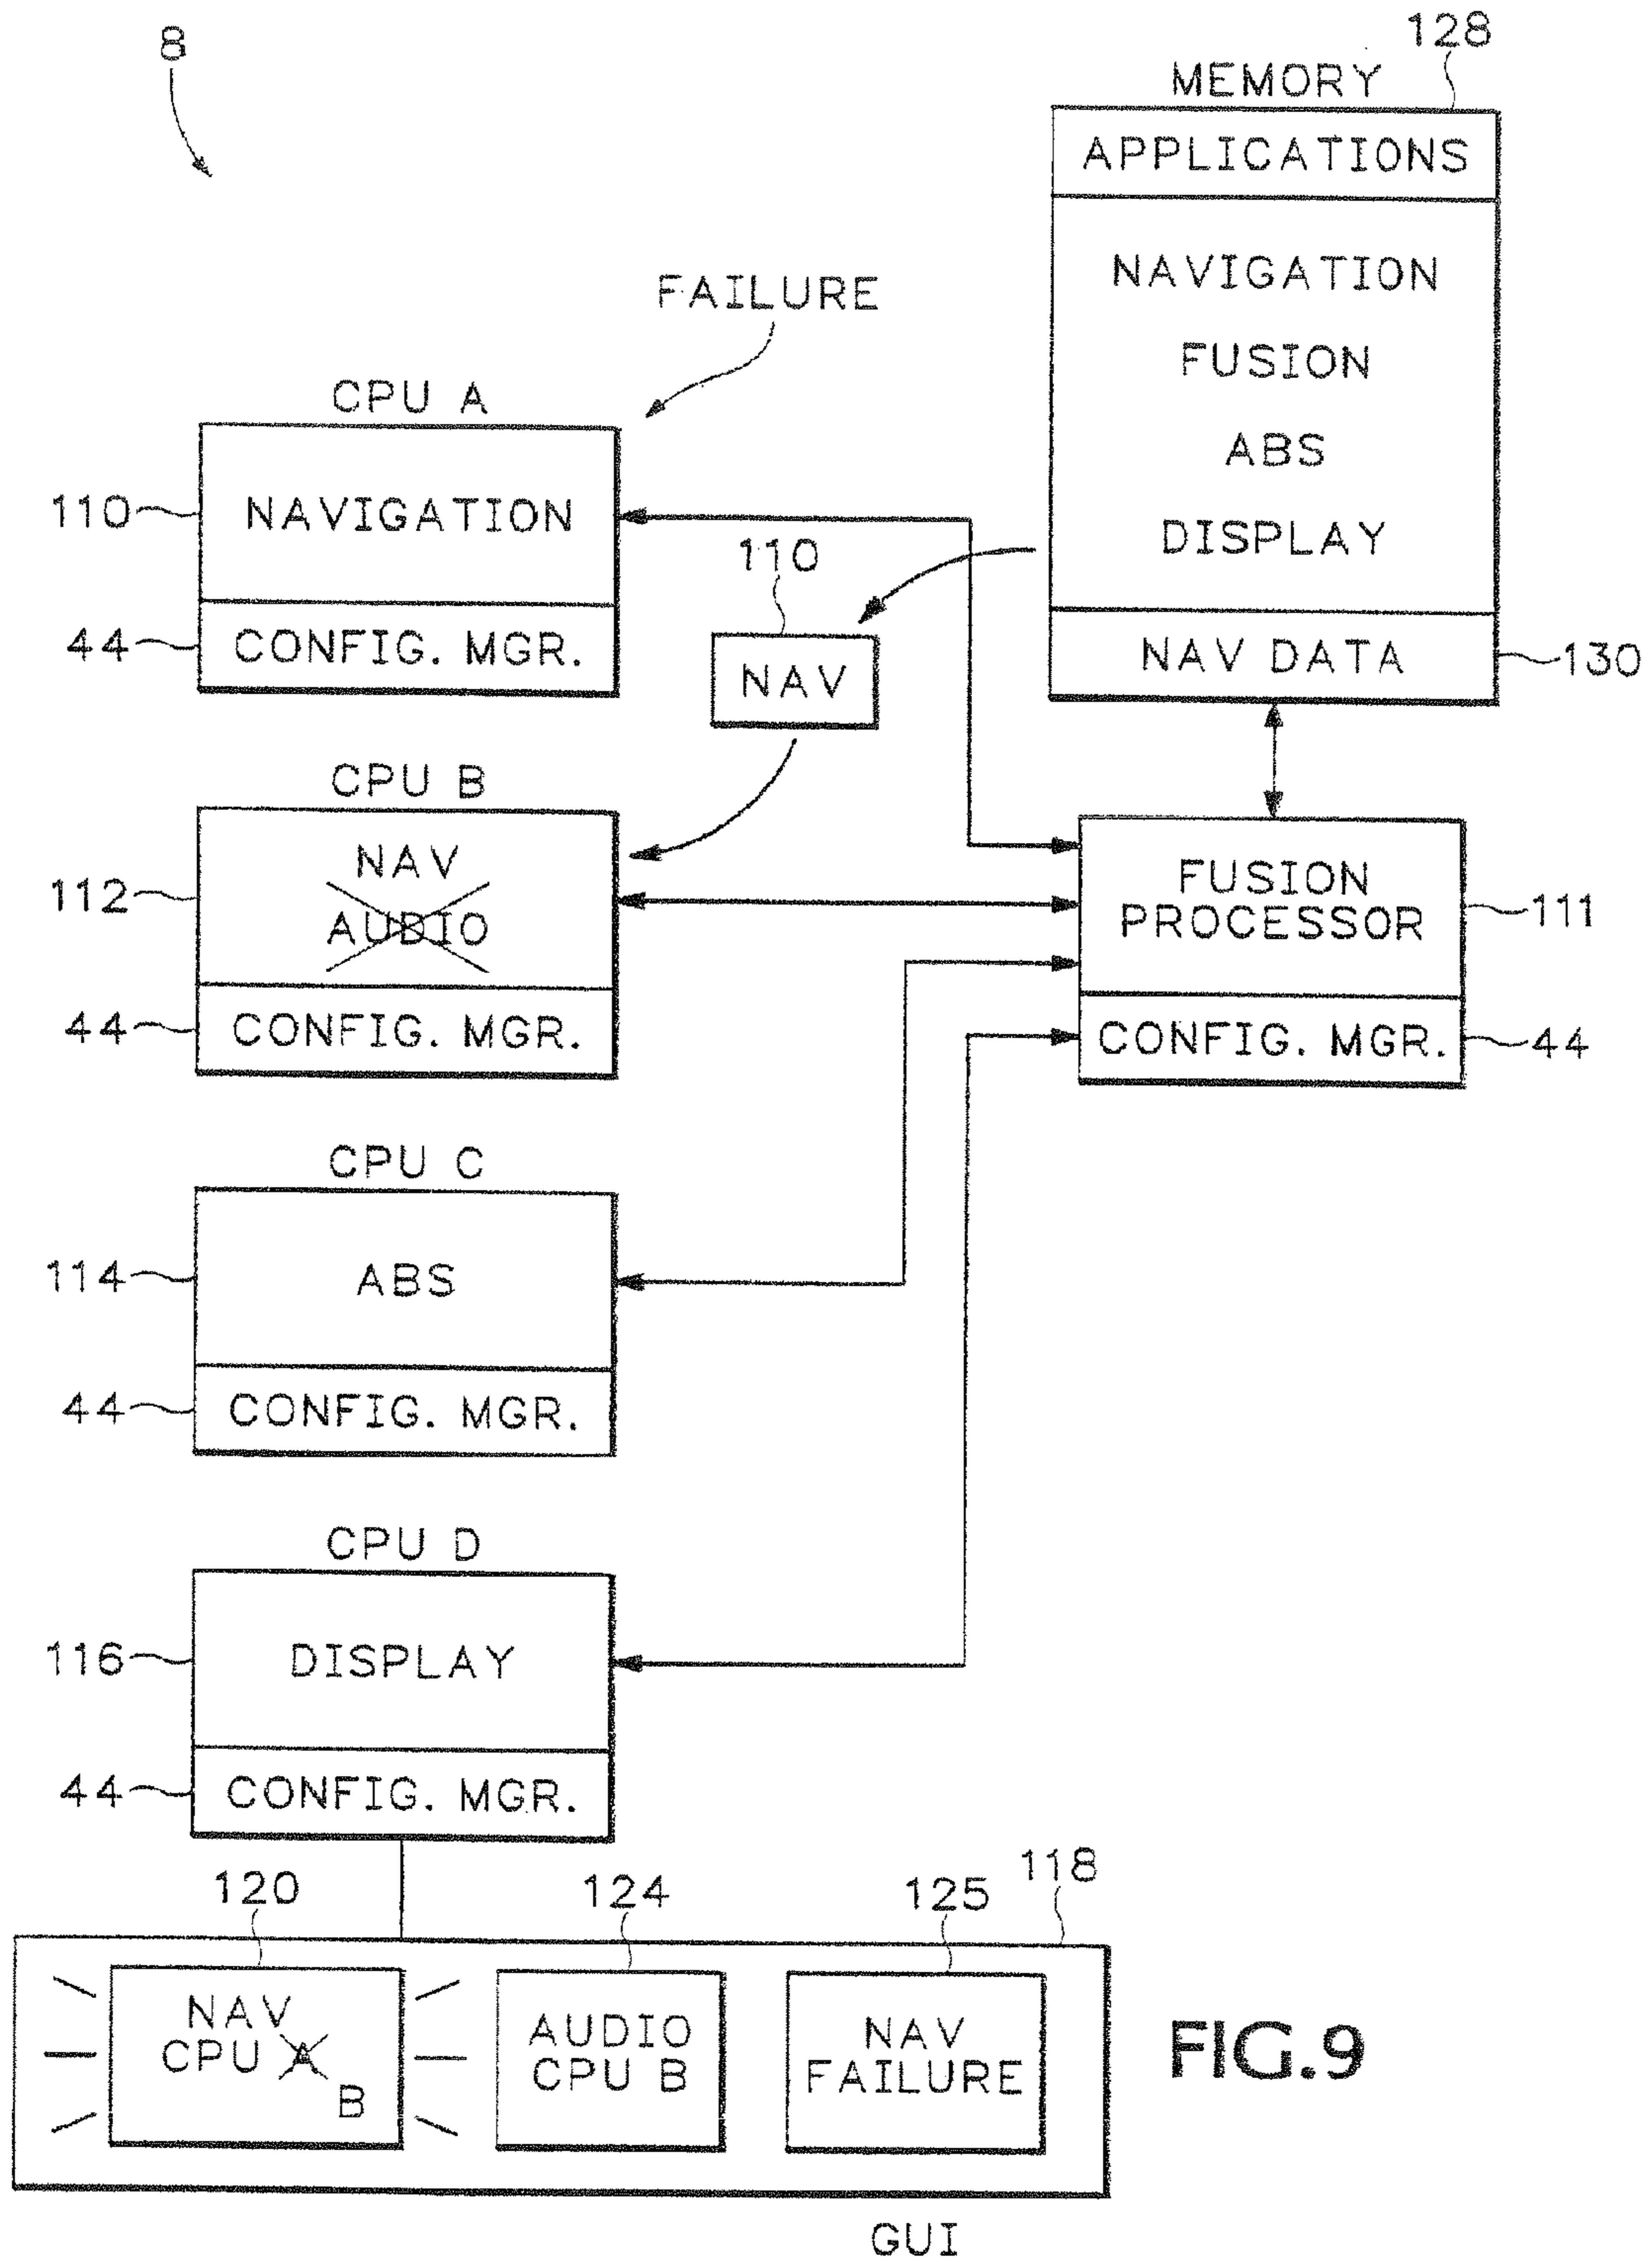 8
128
MEMORY
APPLICATIONS
NAVIGATION
FUSION
ABS
DISPLAY
NAV DATA
130
FAILURE
CPU A
110
NAVIGATION
44
CONFIG. MGR.
110
NAV
CPU B
112
NAV
AUDIO
44
CONFIG. MGR.
FUSION
PROCESSOR
111
CONFIG. MGR.
44
CPU C
114
ABS
44
CONFIG. MGR.
CPU D
116
DISPLAY
44
CONFIG. MGR.
118
120
124
125
NAV
CPU A
B
AUDIO
CPU B
NAV
FAILURE
GUI
FIG.9